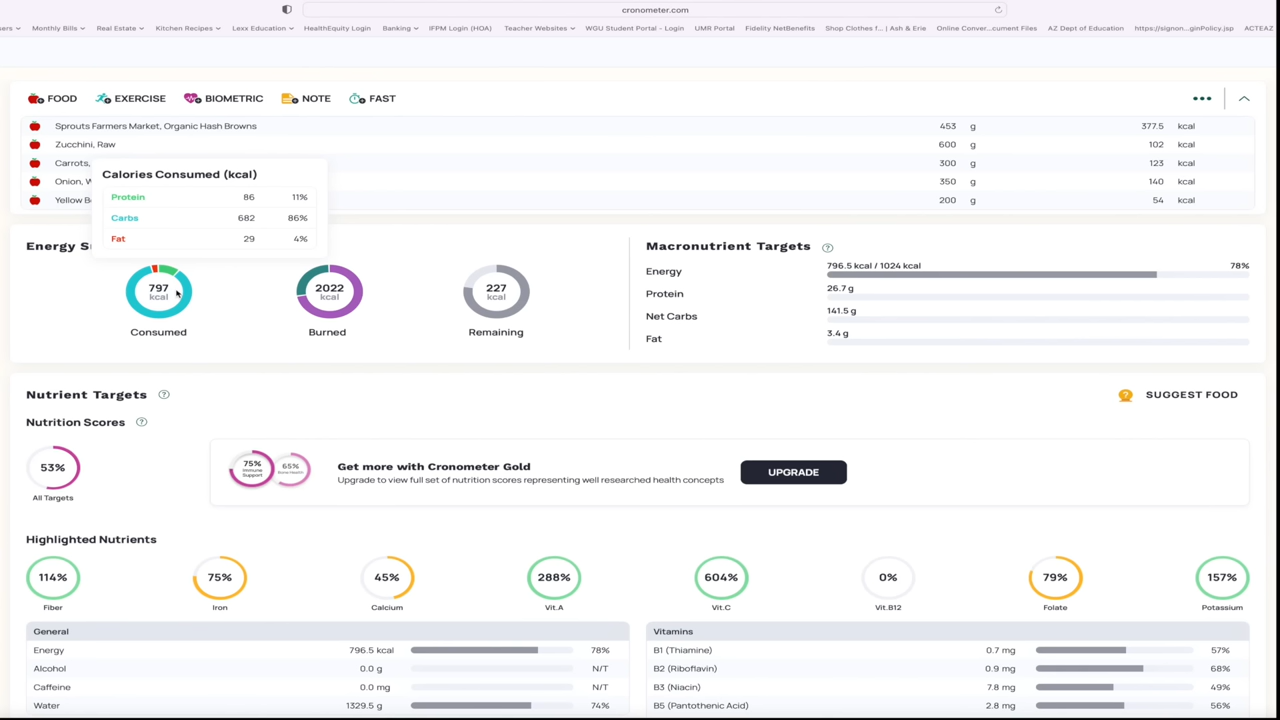 cronometer.com
Monthly Bills
Real Estate
Kitchen Recipes
Lexx Education
HealthEquity Login
Banking
IFPM Login (HOA)
Teacher Websites
WGU Student Portal - Login
UMR Portal
Fidelity NetBenefits
Shop Clothes f... | Ash & Erie
Online Conver...cument Files
AZ Dept of Education
https://signon...ginPolicy.jsp
ACTEAZ
FOOD EXERCISE BIOMETRIC NOTE FAST
Sprouts Farmers Market, Organic Hash Browns 453 g 377.5 kcal
Zucchini, Raw 600 g 102 kcal
Carrots, 300 g 123 kcal
Onion, W 350 g 140 kcal
Yellow B 200 g 54 kcal
Calories Consumed (kcal)
Protein 86 11%
Carbs 682 86%
Fat 29 4%
Energy S
797 kcal
Consumed
2022 kcal
Burned
227 kcal
Remaining
Macronutrient Targets ?
Energy 796.5 kcal / 1024 kcal 78%
Protein 26.7 g
Net Carbs 141.5 g
Fat 3.4 g
Nutrient Targets ?
? SUGGEST FOOD
Nutrition Scores ?
53%
All Targets
75%
Immune
Support
65%
Bone Health
Get more with Cronometer Gold
Upgrade to view full set of nutrition scores representing well researched health concepts
UPGRADE
Highlighted Nutrients
114% 75% 45% 288% 604% 0% 79% 157%
Fiber Iron Calcium Vit.A Vit.C Vit.B12 Folate Potassium
General
Energy 796.5 kcal 78%
Alcohol 0.0 g N/T
Caffeine 0.0 mg N/T
Water 1329.5 g 74%
Vitamins
B1 (Thiamine) 0.7 mg 57%
B2 (Riboflavin) 0.9 mg 68%
B3 (Niacin) 7.8 mg 49%
B5 (Pantothenic Acid) 2.8 mg 56%